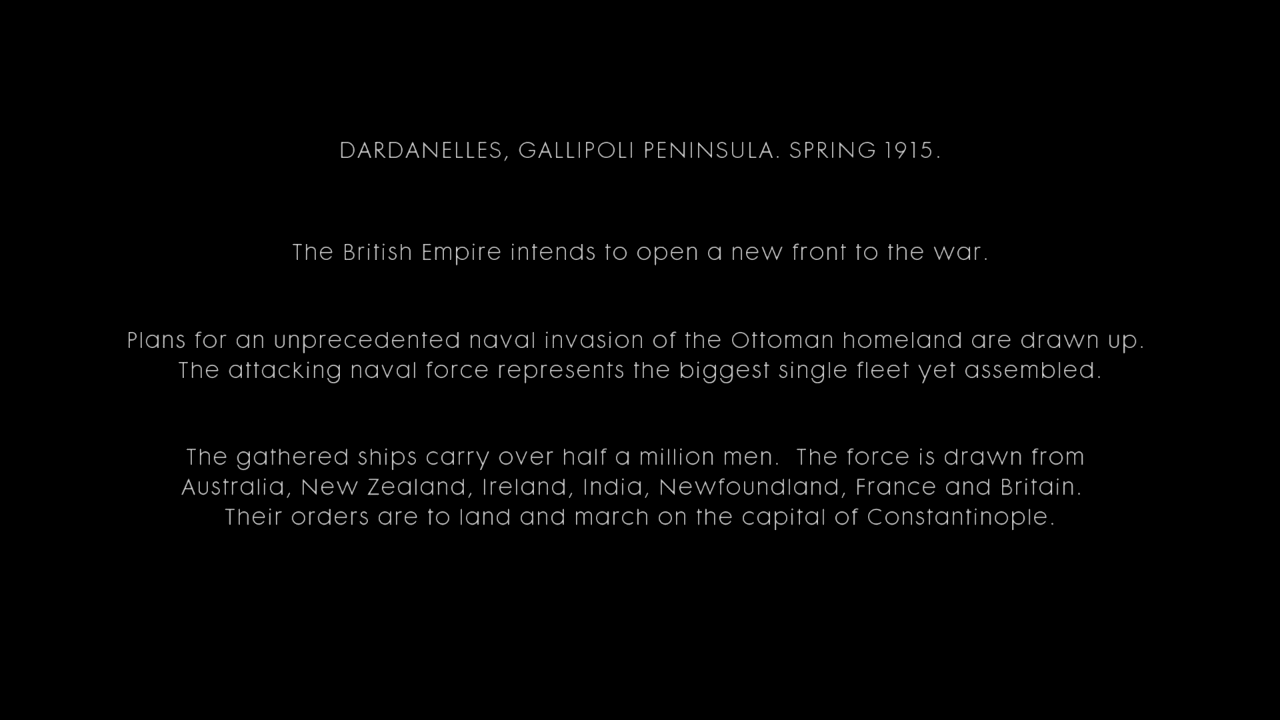 DARDANELLES, GALLIPOLI PENINSULA. SPRING 1915.
The British Empire intends to open a new front to the war.
Plans for an unprecedented naval invasion of the Ottoman homeland are drawn up.
The attacking naval force represents the biggest single fleet yet assembled.
The gathered ships carry over half a million men.  The force is drawn from
Australia, New Zealand, Ireland, India, Newfoundland, France and Britain.
Their orders are to land and march on the capital of Constantinople.